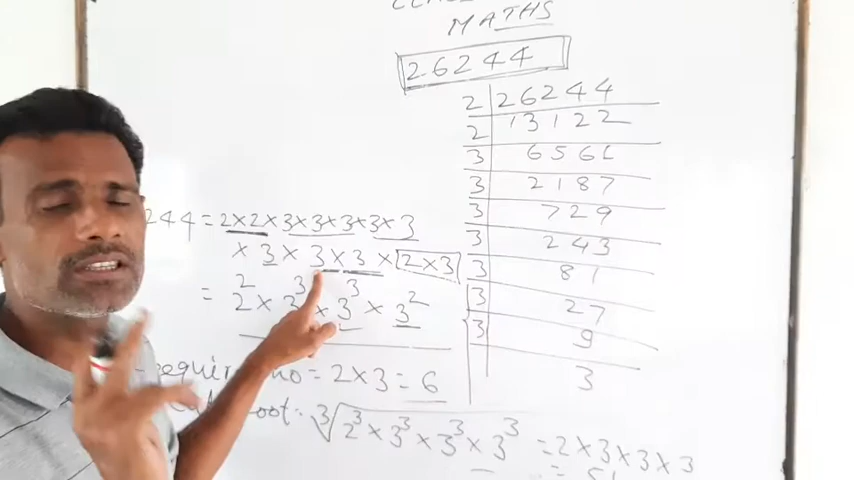 MATHS
26244
2 26244
2 13122
3 6561
3 2187
3 729
3 243
3 81
3 27
3 9
3
244 = 2×2×3×3×3×3×3
×3×3×3×2×3
= 2² × 3³ × 3³ × 3²
required no = 2×3 = 6
root. ∛2³×3³×3³×3³ = 2×3×3×3
=